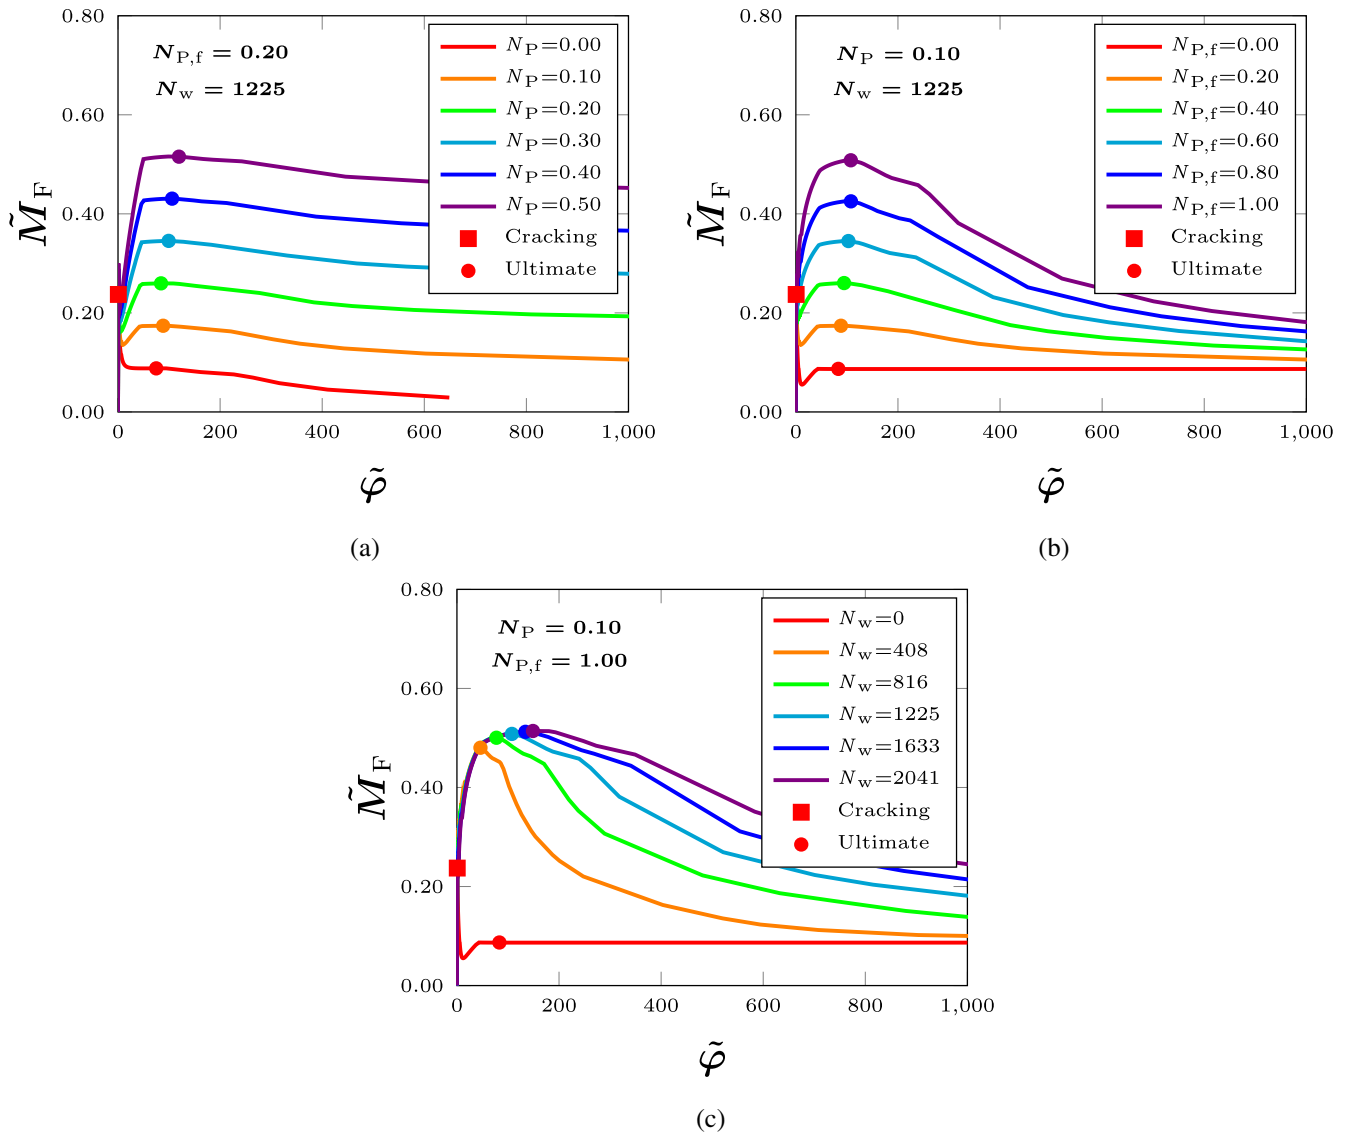 0.80
0.60
0.40
0.20
0.00
M̃F
N_P,f = 0.20
N_w = 1225
N_P=0.00
N_P=0.10
N_P=0.20
N_P=0.30
N_P=0.40
N_P=0.50
Cracking
Ultimate
0 200 400 600 800 1,000
φ̃
(a)
0.80
0.60
0.40
0.20
0.00
M̃F
N_P = 0.10
N_w = 1225
N_P,f=0.00
N_P,f=0.20
N_P,f=0.40
N_P,f=0.60
N_P,f=0.80
N_P,f=1.00
Cracking
Ultimate
0 200 400 600 800 1,000
φ̃
(b)
0.80
0.60
0.40
0.20
0.00
M̃F
N_P = 0.10
N_P,f = 1.00
N_w=0
N_w=408
N_w=816
N_w=1225
N_w=1633
N_w=2041
Cracking
Ultimate
0 200 400 600 800 1,000
φ̃
(c)